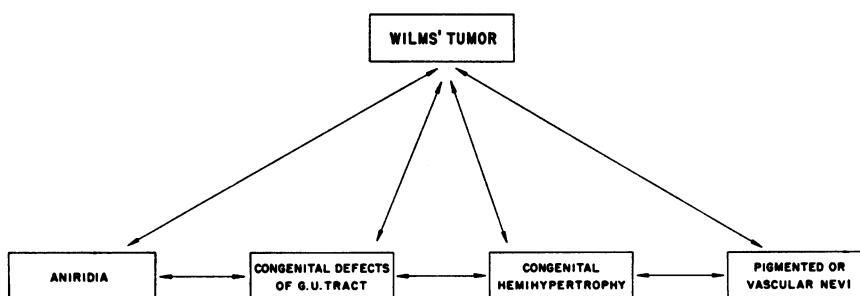 WILMS' TUMOR
ANIRIDIA
CONGENITAL DEFECTS
OF G.U. TRACT
CONGENITAL
HEMIHYPERTROPHY
PIGMENTED OR
VASCULAR NEVI